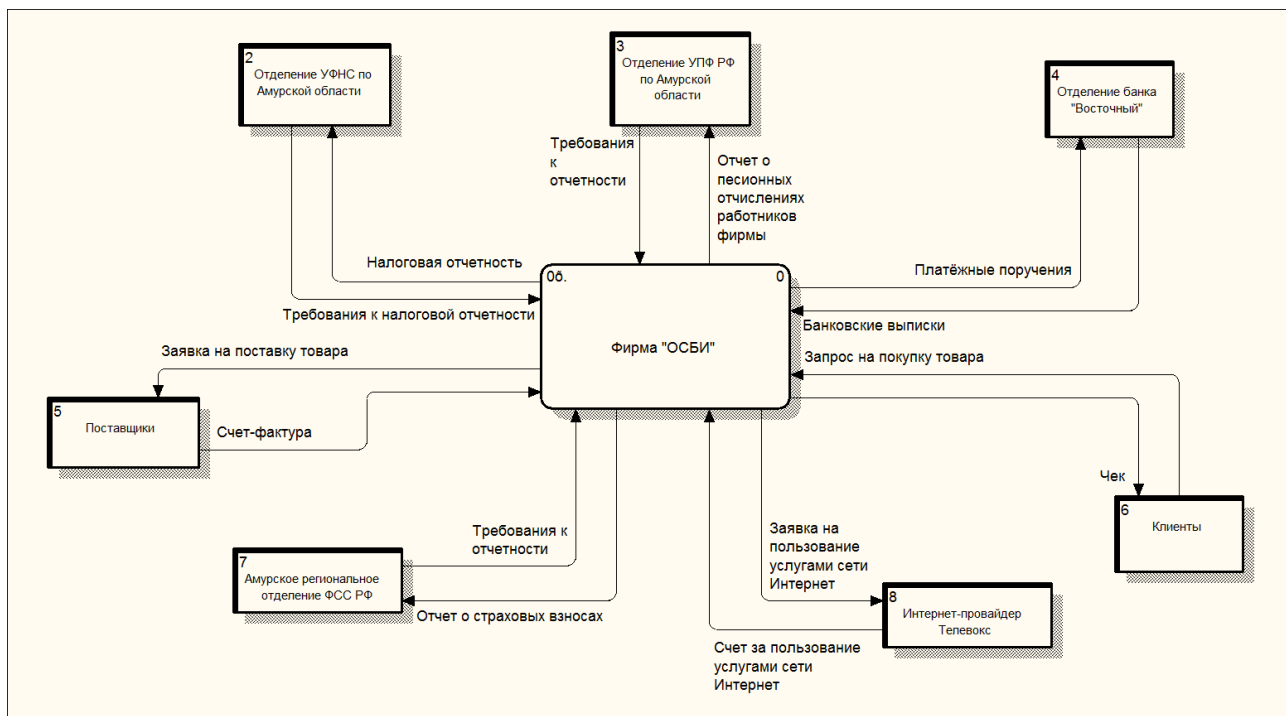 2
Отделение УФНС по
Амурской области
3
Отделение УПФ РФ
по Амурской
области
4
Отделение банка
"Восточный"
Требования
к
отчетности
Отчет о
песионных
отчислениях
работников
фирмы
Налоговая отчетность
Требования к налоговой отчетности
0б.
0
Фирма "ОСБИ"
Платёжные поручения
Банковские выписки
Запрос на покупку товара
Заявка на поставку товара
5
Поставщики
Счет-фактура
Чек
6
Клиенты
Требования к
отчетности
7
Амурское региональное
отделение ФСС РФ
Отчет о страховых взносах
Заявка на
пользование
услугами сети
Интернет
8
Интернет-провайдер
Телевокс
Счет за пользование
услугами сети
Интернет